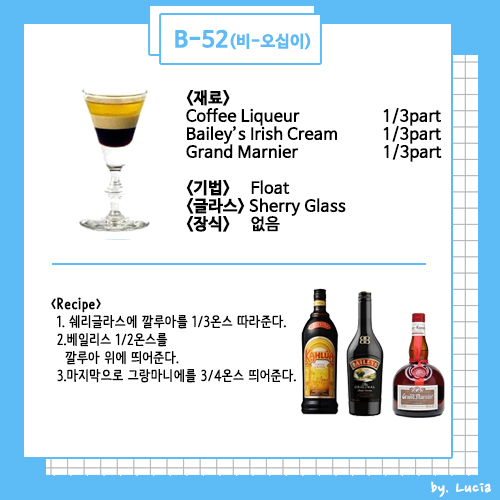 B-52(비-오십이)
<재료>
Coffee Liqueur 1/3part
Bailey's Irish Cream 1/3part
Grand Marnier 1/3part
<기법> Float
<글라스> Sherry Glass
<장식> 없음
<Recipe>
1. 쉐리글라스에 깔루아를 1/3온스 따라준다.
2.베일리스 1/2온스를
깔루아 위에 띄어준다.
3.마지막으로 그랑마니에를 3/4온스 띄어준다.
KAHLÚA
BAILEYS
ORIGINAL
Grand Marnier
by. Lucia